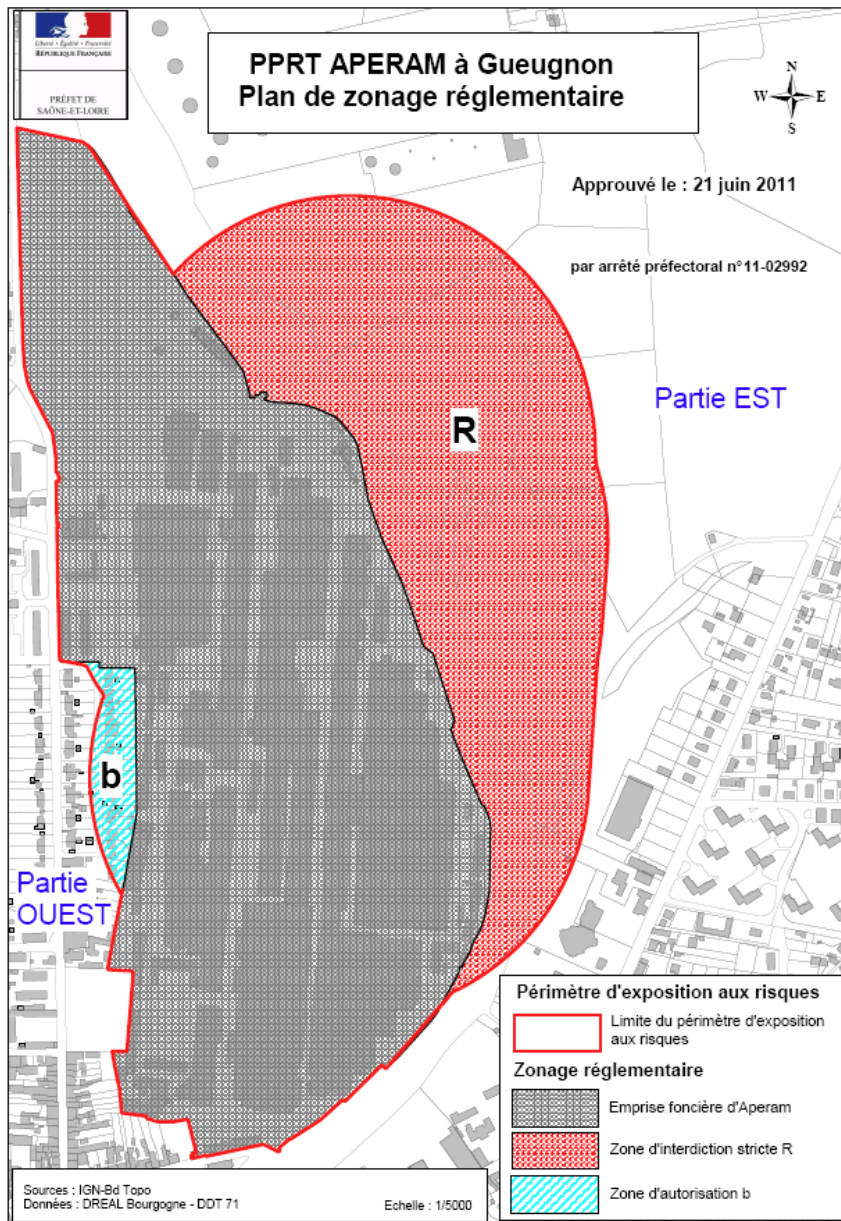 Liberté • Égalité • Fraternité
RÉPUBLIQUE FRANÇAISE
PRÉFET DE
SAÔNE-ET-LOIRE
PPRT APERAM à Gueugnon
Plan de zonage réglementaire
N
W E
S
Approuvé le : 21 juin 2011
par arrêté préfectoral n°11-02992
Partie EST
R
b
Partie
OUEST
Périmètre d'exposition aux risques
Limite du périmètre d'exposition
aux risques
Zonage réglementaire
Emprise foncière d'Aperam
Zone d'interdiction stricte R
Zone d'autorisation b
Sources : IGN-Bd Topo
Données : DREAL Bourgogne - DDT 71
Echelle : 1/5000